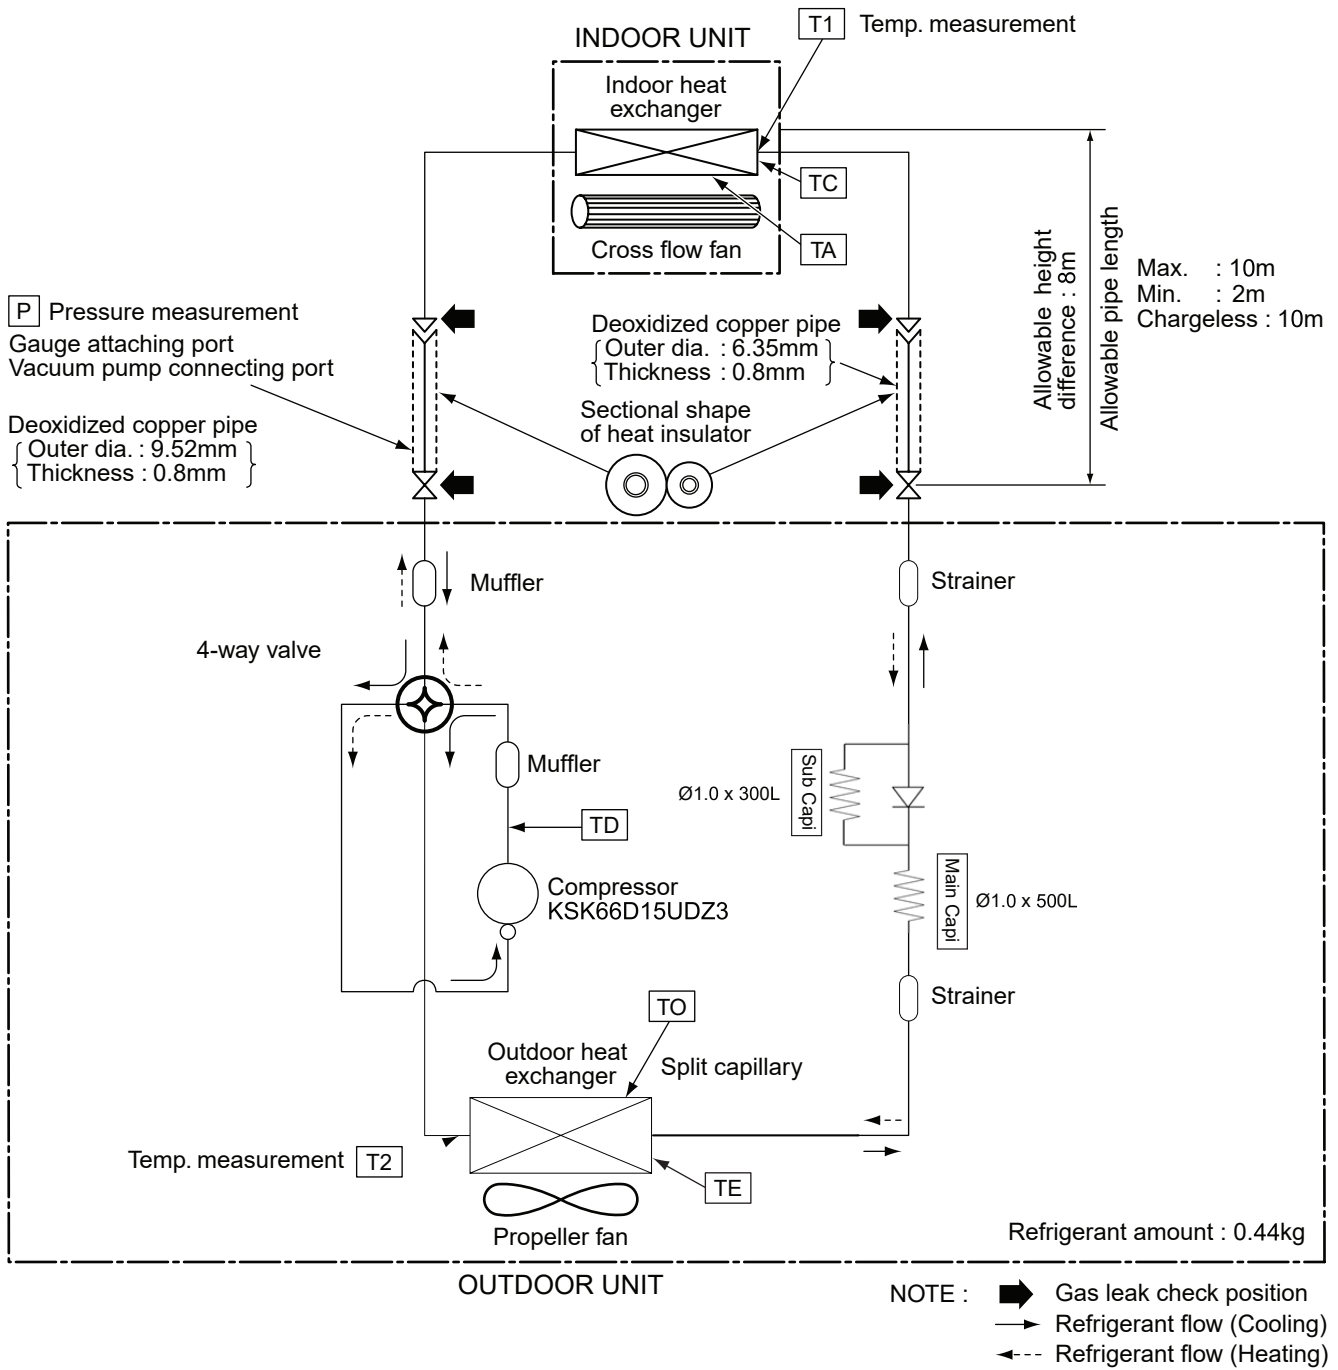 T1 Temp. measurement
INDOOR UNIT
Indoor heat
exchanger
TC
TA
Cross flow fan
Allowable height
difference : 8m
Allowable pipe length
Max. : 10m
Min. : 2m
Chargeless : 10m
P Pressure measurement
Gauge attaching port
Vacuum pump connecting port
Deoxidized copper pipe
Outer dia. : 9.52mm
Thickness : 0.8mm
Deoxidized copper pipe
Outer dia. : 6.35mm
Thickness : 0.8mm
Sectional shape
of heat insulator
Muffler
Strainer
4-way valve
Muffler
Ø1.0 x 300L
Sub Capi
TD
Compressor
KSK66D15UDZ3
Main Capi
Ø1.0 x 500L
Strainer
TO
Outdoor heat
exchanger
Split capillary
Temp. measurement T2
TE
Propeller fan
Refrigerant amount : 0.44kg
OUTDOOR UNIT
NOTE :
Gas leak check position
Refrigerant flow (Cooling)
Refrigerant flow (Heating)